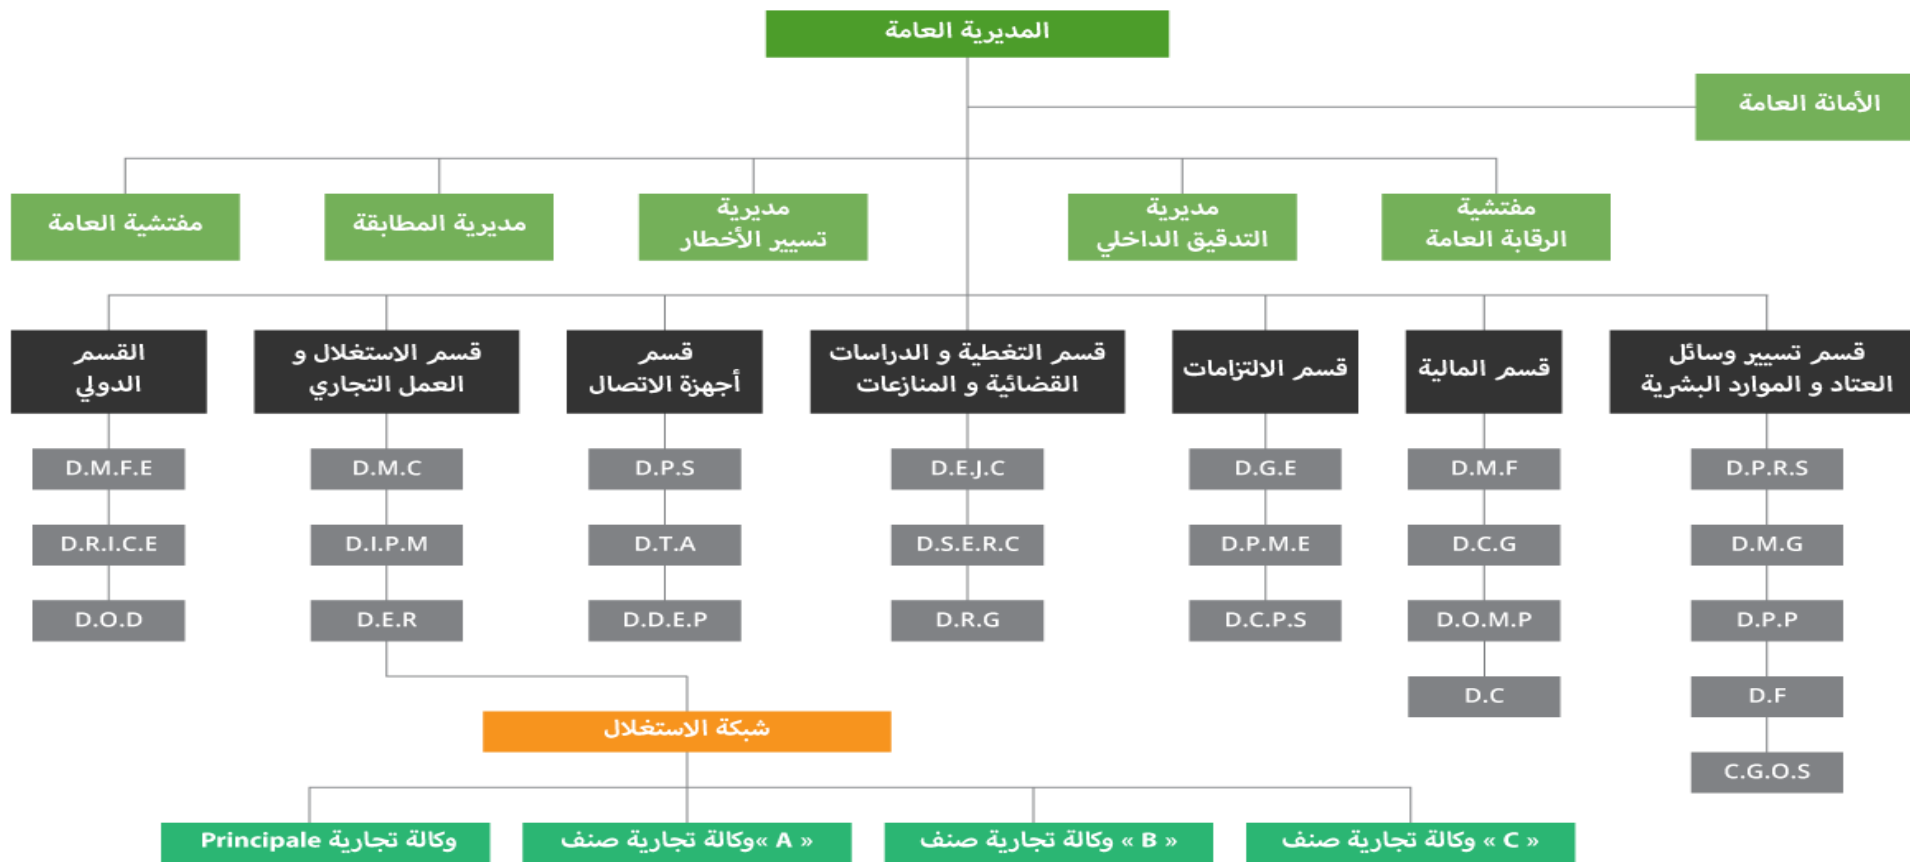 المديرية العامة
الأمانة العامة
مفتشية
الرقابة العامة
مديرية
التدقيق الداخلي
مديرية
تسيير الأخطار
مديرية المطابقة
مفتشية العامة
قسم تسيير وسائل
العتاد و الموارد البشرية
قسم المالية
قسم الالتزامات
قسم التغطية و الدراسات
القضائية و المنازعات
قسم
أجهزة الاتصال
قسم الاستغلال و
العمل التجاري
القسم
الدولي
D.P.R.S
D.M.G
D.P.P
D.F
C.G.O.S
D.M.F
D.C.G
D.O.M.P
D.C
D.G.E
D.P.M.E
D.C.P.S
D.E.J.C
D.S.E.R.C
D.R.G
D.P.S
D.T.A
D.D.E.P
D.M.C
D.I.P.M
D.E.R
D.M.F.E
D.R.I.C.E
D.O.D
شبكة الاستغلال
وكالة تجارية صنف « C »
وكالة تجارية صنف « B »
وكالة تجارية صنف« A »
وكالة تجارية Principale